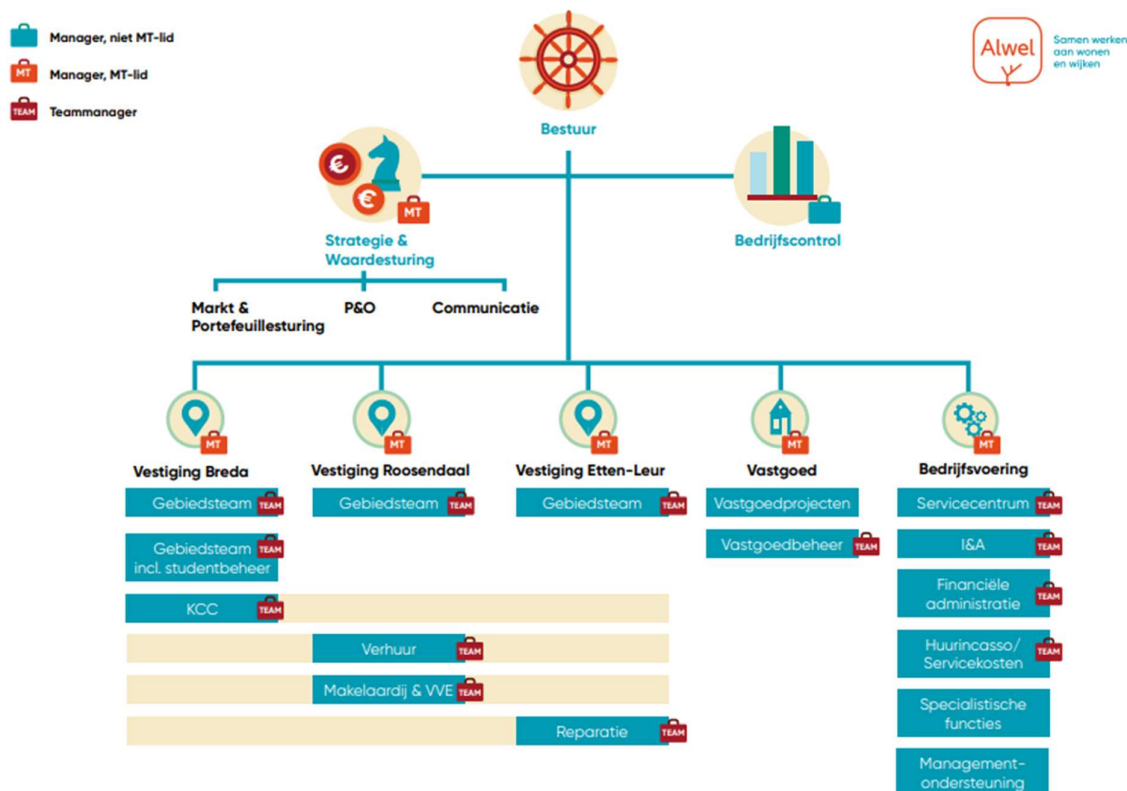 Manager, niet MT-lid
MT
Manager, MT-lid
TEAM
Teammanager
Alwel
Samen werken
aan wonen
en wijken
Bestuur
€
€
MT
Strategie &
Waardesturing
Bedrijfscontrol
Markt &
Portefeuillesturing
P&O
Communicatie
MT
Vestiging Breda
MT
Vestiging Roosendaal
MT
Vestiging Etten-Leur
MT
Vastgoed
MT
Bedrijfsvoering
Gebiedsteam
TEAM
Gebiedsteam
TEAM
Gebiedsteam
TEAM
Vastgoedprojecten
Servicecentrum
TEAM
Gebiedsteam
incl. studentbeheer
TEAM
Vastgoedbeheer
TEAM
I&A
TEAM
KCC
TEAM
Financiële
administratie
TEAM
Verhuur
TEAM
Huurincasso/
Servicekosten
TEAM
Makelaardij & VVE
TEAM
Specialistische
functies
Reparatie
TEAM
Management-
ondersteuning